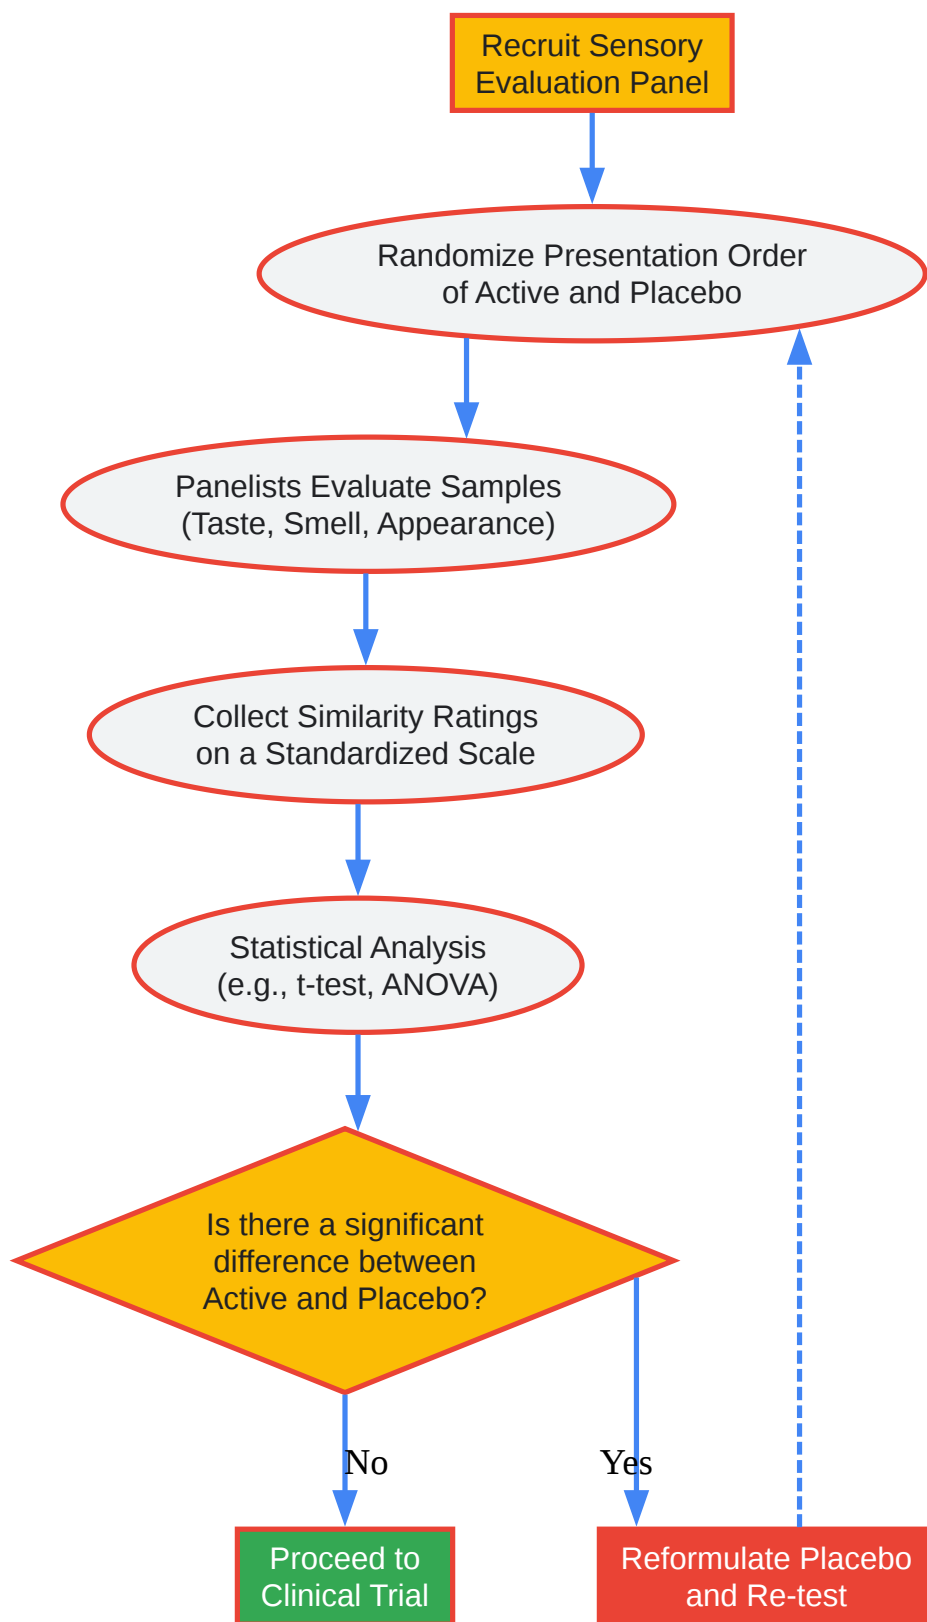 Recruit Sensory
Evaluation Panel
Randomize Presentation Order
of Active and Placebo
Panelists Evaluate Samples
(Taste, Smell, Appearance)
Collect Similarity Ratings
on a Standardized Scale
Statistical Analysis
(e.g., t-test, ANOVA)
Is there a significant
difference between
Active and Placebo?
No
Yes
Proceed to
Clinical Trial
Reformulate Placebo
and Re-test